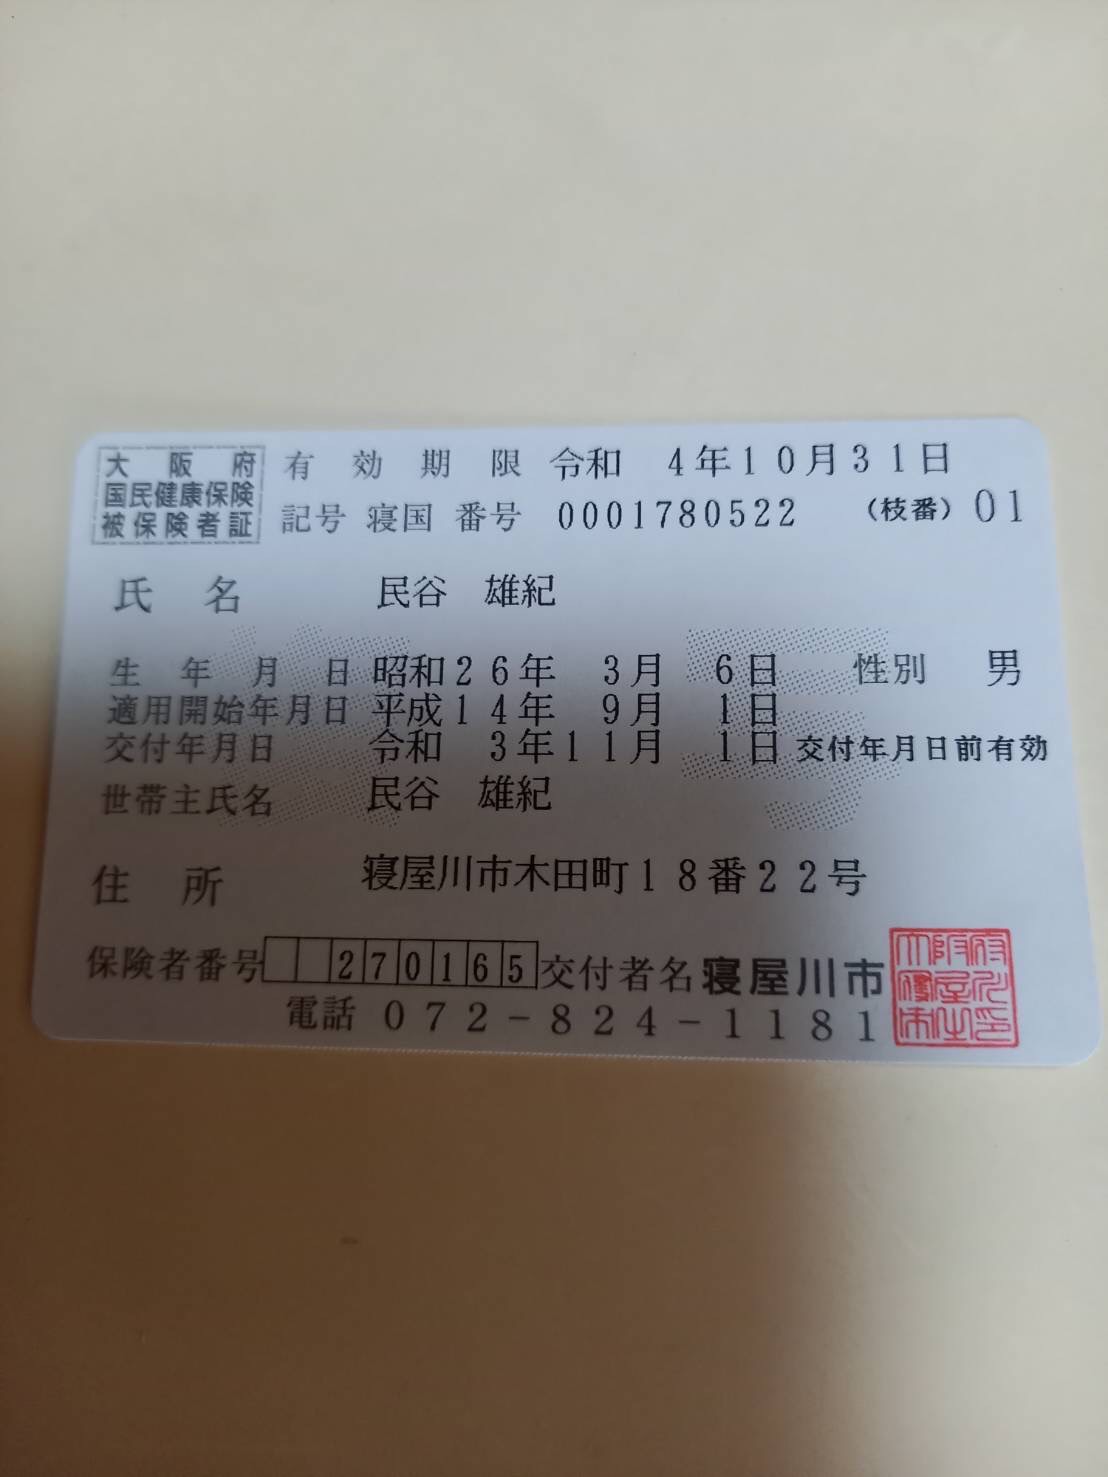 大阪府
国民健康保険
被保険者証
有効期限 令和 4年10月31日
記号 寝国 番号 0001780522 (枝番) 01
氏名 民谷 雄紀
生年月日 昭和26年 3月 6日 性別 男
適用開始年月日 平成14年 9月 1日
交付年月日 令和 3年11月 1日 交付年月日前有効
世帯主氏名 民谷 雄紀
住所 寝屋川市木田町18番22号
保険者番号 270165 交付者名 寝屋川市
電話 072-824-1181